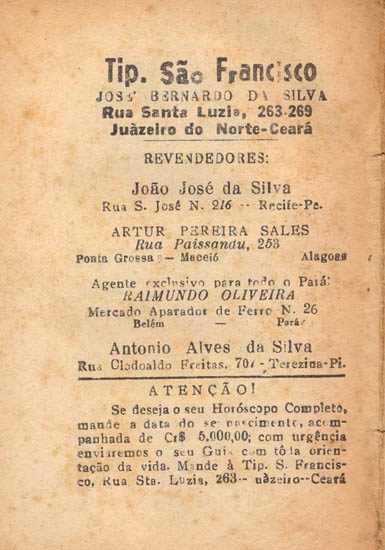 Tip. São Francisco
JOSÉ BERNARDO DA SILVA
Rua Santa Luzia, 263-269
Juàzeiro do Norte-Ceará
REVENDEDORES:
João José da Silva
Rua S. José N. 216 -- Recife-Pe.
ARTUR PEREIRA SALES
Rua Paissandu, 253
Ponta Grossa -- Maceió Alagoas
Agente exclusivo para todo o Pará:
RAIMUNDO OLIVEIRA
Mercado Aparador de Ferro N. 26
Belém — Pará
Antonio Alves da Silva
Rua Clodoaldo Freitas, 707 - Terezina-Pi.
ATENÇÃO!
Se deseja o seu Horóscopo Completo,
mande a data do se nascimento, acom-
panhada de Cr$ 5.000,00; com urgência
enviaremos o seu Guia com tôda orien-
tação da vida. Mande à Tip. S. Francis-
co, Rua Sta. Luzia, 263-- uàzeiro--Ceará